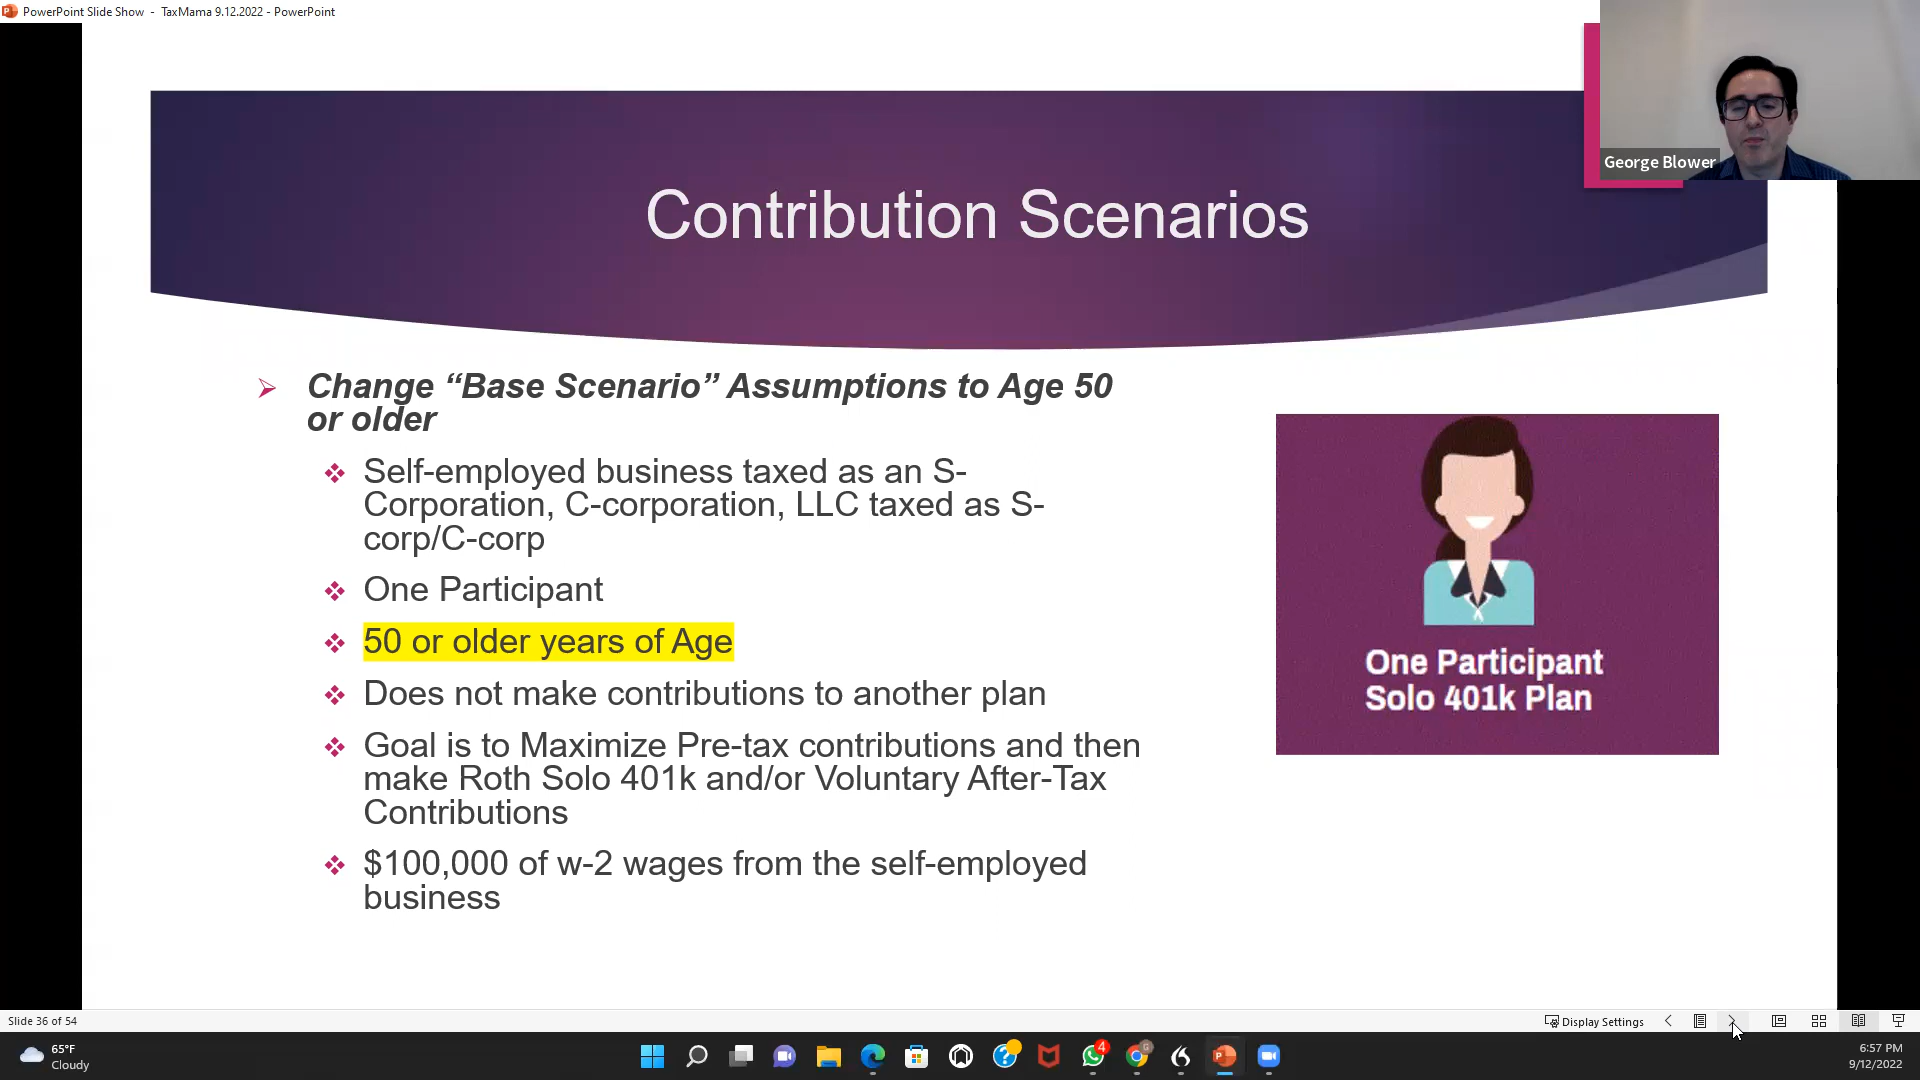 PowerPoint Slide Show - TaxMama 9.12.2022 - PowerPoint
George Blower
Contribution Scenarios
Change “Base Scenario” Assumptions to Age 50
or older
Self-employed business taxed as an S-
Corporation, C-corporation, LLC taxed as S-
corp/C-corp
One Participant
50 or older years of Age
Does not make contributions to another plan
Goal is to Maximize Pre-tax contributions and then
make Roth Solo 401k and/or Voluntary After-Tax
Contributions
$100,000 of w-2 wages from the self-employed
business
One Participant
Solo 401k Plan
Slide 36 of 54
Display Settings
65°F
Cloudy
4
G
6:57 PM
9/12/2022